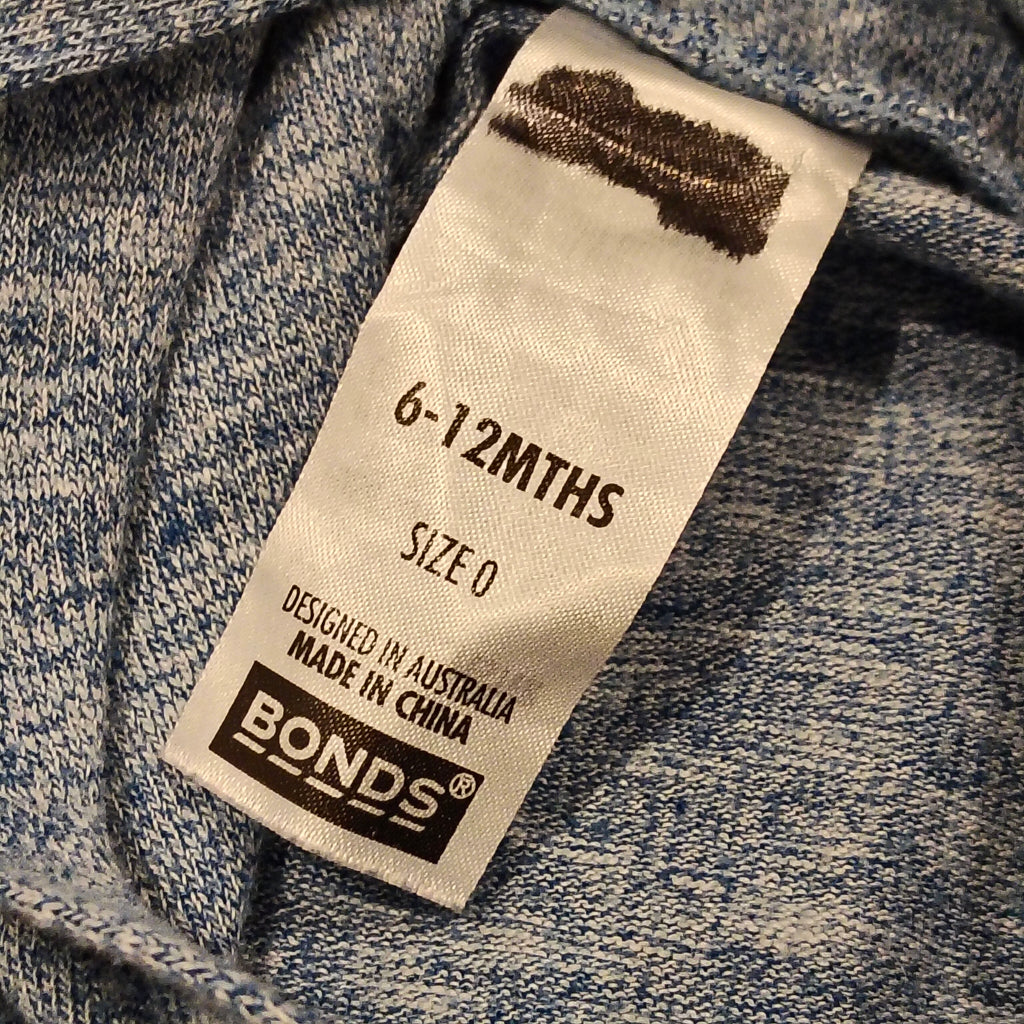 6-12MTHS
SIZE 0
DESIGNED IN AUSTRALIA
MADE IN CHINA
BONDS®